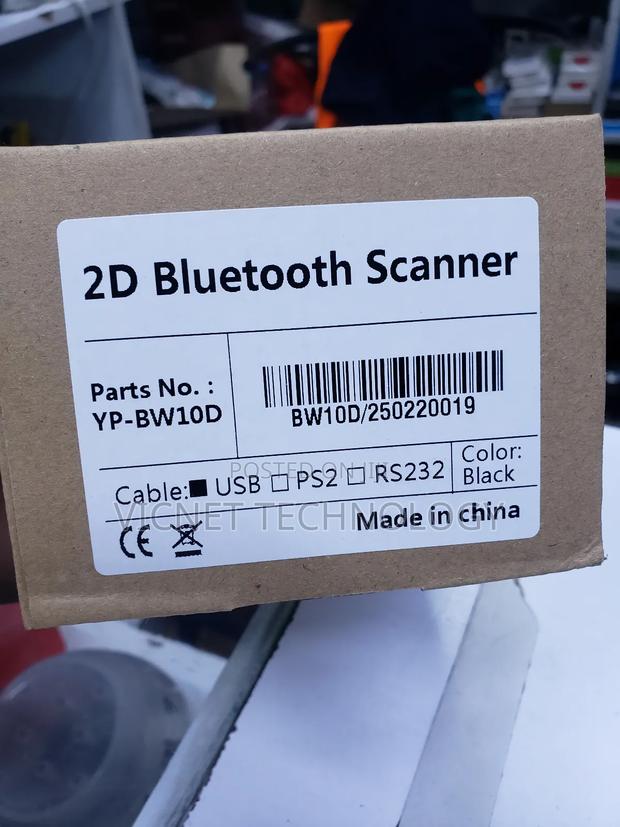 2D Bluetooth Scanner
Parts No. :
YP-BW10D
BW10D/250220019
Cable:■ USB □ PS2 □ RS232
Color:
Black
POSTED ON
VICNET TECHNOLOGY
CE
Made in china